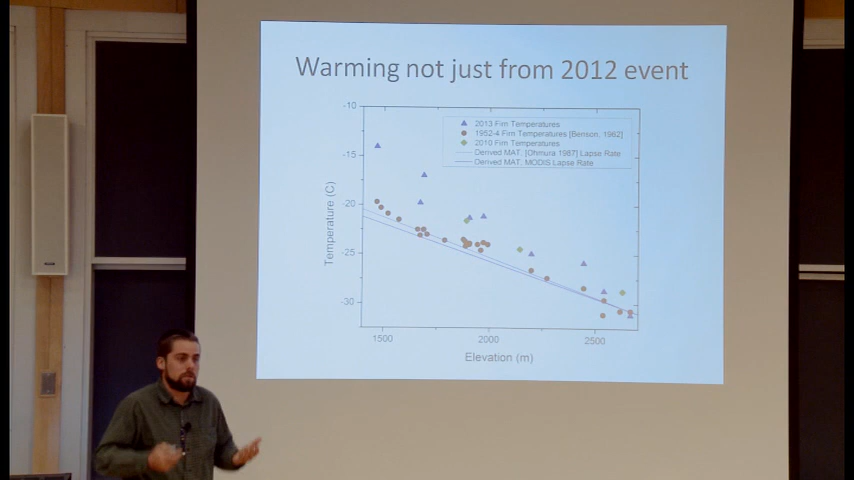 Warming not just from 2012 event
2013 Firn Temperatures
1952-4 Firn Temperatures [Benson, 1962]
2010 Firn Temperatures
Derived MAT, [Ohmura 1987] Lapse Rate
Derived MAT, MODIS Lapse Rate
-10
-15
-20
-25
-30
Temperature (C)
1500
2000
2500
Elevation (m)